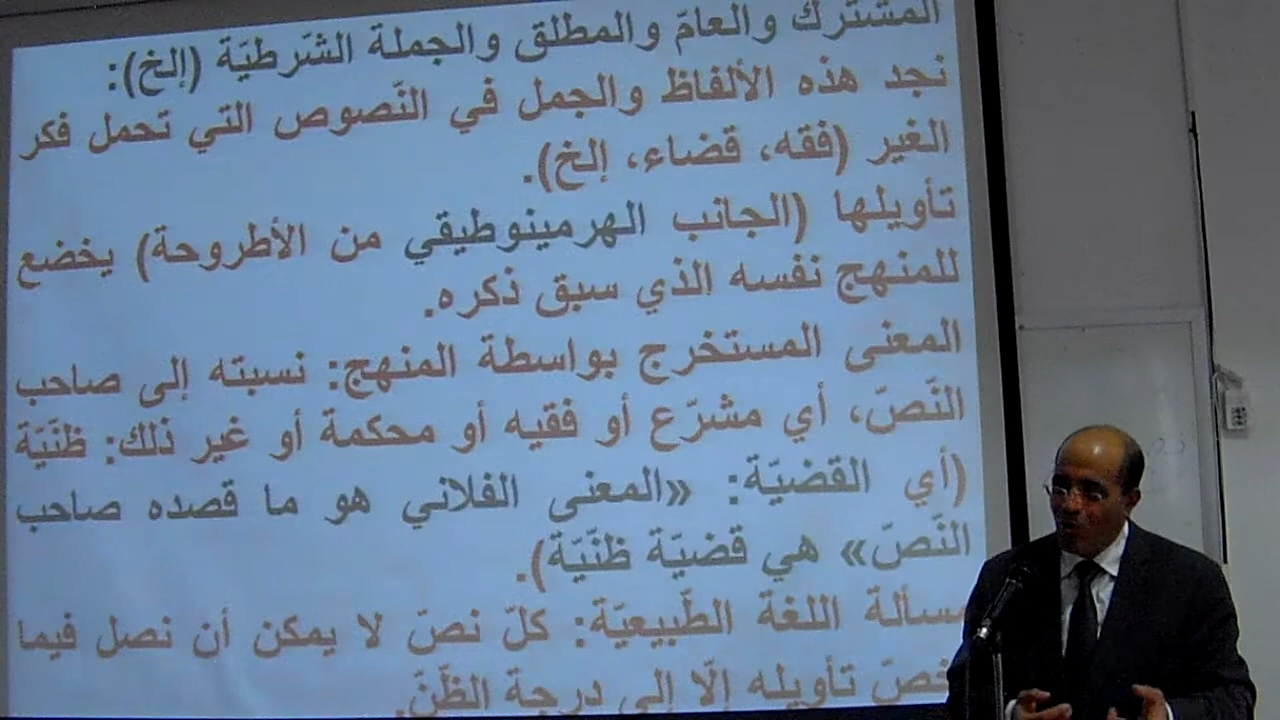 المشترك والعامّ والمطلق والجملة الشّرطيّة (إلخ):
نجد هذه الألفاظ والجمل في النّصوص التي تحمل فكر
الغير (فقه، قضاء، إلخ).
تأويلها (الجانب الهرمينوطيقي من الأطروحة) يخضع
للمنهج نفسه الذي سبق ذكره.
المعنى المستخرج بواسطة المنهج: نسبته إلى صاحب
النّصّ، أي مشرّع أو فقيه أو محكمة أو غير ذلك: ظنّيّة
(أي القضيّة: «المعنى الفلاني هو ما قصده صاحب
النّصّ» هي قضيّة ظنّيّة).
مسألة اللغة الطّبيعيّة: كلّ نصّ لا يمكن أن نصل فيما
يخصّ تأويله إلّا إلى درجة الظّنّ.